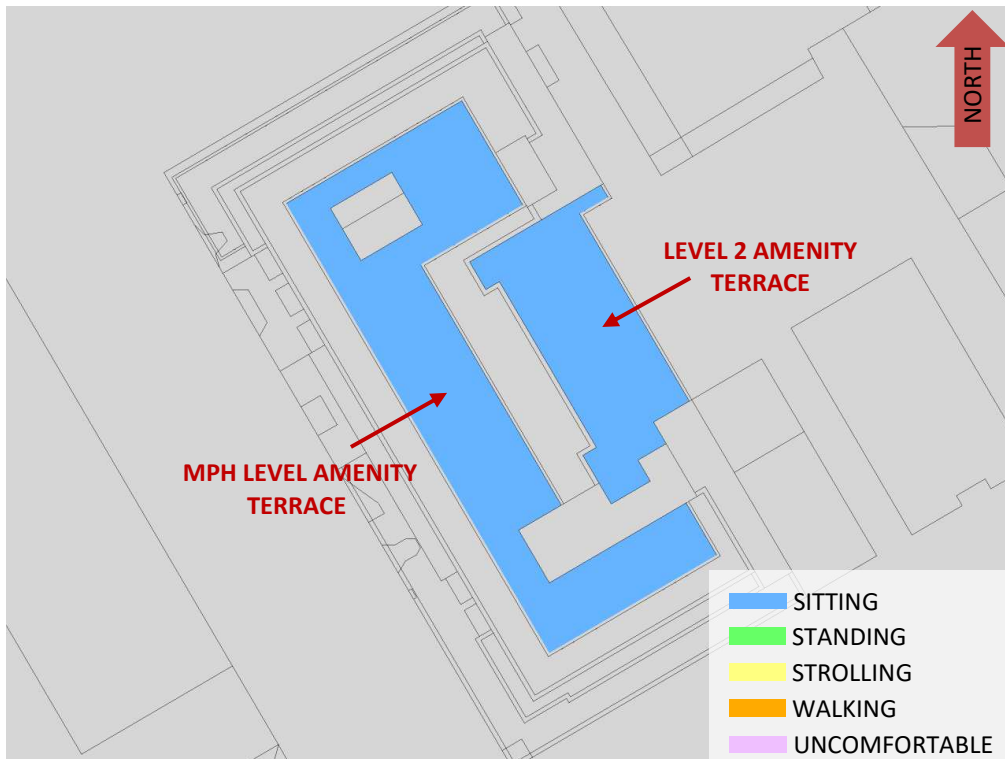 NORTH
LEVEL 2 AMENITY
TERRACE
MPH LEVEL AMENITY
TERRACE
SITTING
STANDING
STROLLING
WALKING
UNCOMFORTABLE